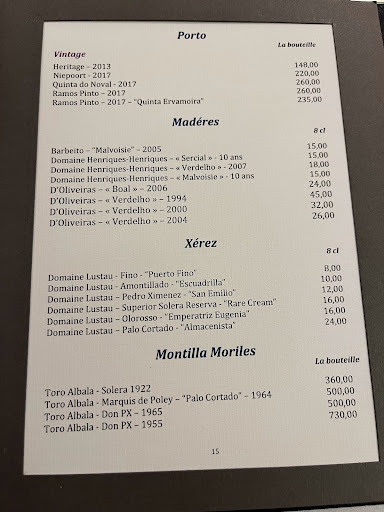 Porto
La bouteille
Vintage
Heritage – 2013 148,00
Niepoort - 2017 220,00
Quinta do Noval - 2017 260,00
Ramos Pinto – 2017 260,00
Ramos Pinto – 2017 – "Quinta Ervamoira" 235,00
Madéres
8 cl
Barbeito – "Malvoisie" – 2005 15,00
Domaine Henriques-Henriques – « Sercial » - 10 ans 15,00
Domaine Henriques-Henriques – « Verdelho » - 2007 18,00
Domaine Henriques-Henriques – « Malvoisie » - 10 ans 15,00
D'Oliveiras – « Boal » – 2006 24,00
D'Oliveiras – « Verdelho » – 1994 45,00
D'Oliveiras – « Verdelho » – 2000 32,00
D'Oliveiras – « Verdelho » – 2004 26,00
Xérez
8 cl
Domaine Lustau - Fino - "Puerto Fino" 8,00
Domaine Lustau - Amontillado - "Escuadrilla" 10,00
Domaine Lustau – Pedro Ximenez - "San Emilio" 12,00
Domaine Lustau – Superior Solera Reserva - "Rare Cream" 16,00
Domaine Lustau – Olorosso - "Emperatriz Eugenia" 16,00
Domaine Lustau – Palo Cortado - "Almacenista" 24,00
Montilla Moriles
La bouteille
Toro Albala - Solera 1922 360,00
Toro Albala - Marquis de Poley – "Palo Cortado" – 1964 500,00
Toro Albala - Don PX – 1965 500,00
Toro Albala - Don PX – 1955 730,00
15